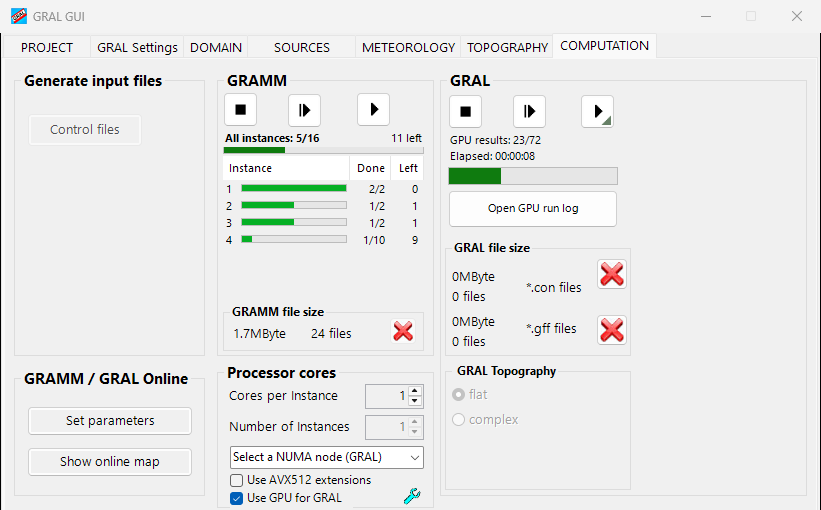 GRAL GUI
PROJECT
GRAL Settings
DOMAIN
SOURCES
METEOROLOGY
TOPOGRAPHY
COMPUTATION
Generate input files
Control files
GRAMM
All instances: 5/16
11 left
Instance Done Left
1 2/2 0
2 1/2 1
3 1/2 1
4 1/10 9
GRAMM file size
1.7MByte 24 files
GRAL
GPU results: 23/72
Elapsed: 00:00:08
Open GPU run log
GRAL file size
0MByte
0 files
*.con files
0MByte
0 files
*.gff files
GRAMM / GRAL Online
Set parameters
Show online map
Processor cores
Cores per Instance 1
Number of Instances 1
Select a NUMA node (GRAL)
Use AVX512 extensions
Use GPU for GRAL
GRAL Topography
flat
complex